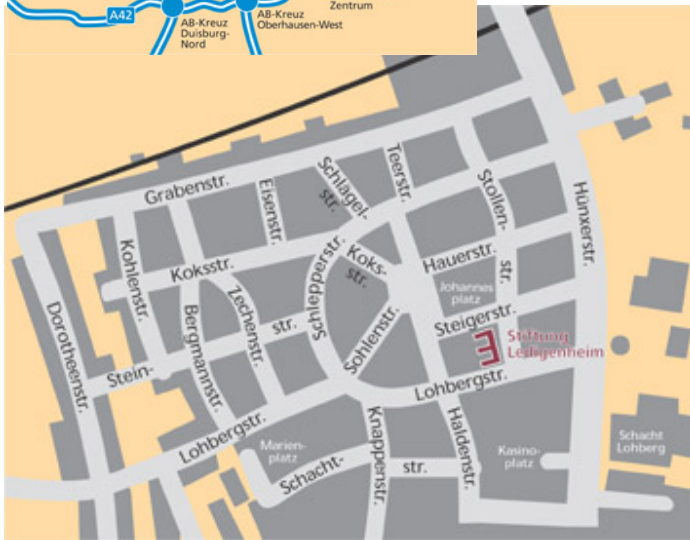 A42
AB-Kreuz
Duisburg-
Nord
AB-Kreuz
Oberhausen-West
Zentrum
Grabenstr.
Eisenstr.
Schlägel-
str.
Teerstr.
Stollen-
str.
Hünxerstr.
Kohlenstr.
Koksstr.
Zechenstr.
Schlepperstr.
Koks-
str.
Hauerstr.
Johannes
platz
Dorotheenstr.
Bergmannstr.
Stein-
str.
Sohlenstr.
Steigerstr.
Stiftung
Ledigenheim
Lohbergstr.
Lohbergstr.
Marien-
platz
Schacht-
str.
Knappenstr.
Haldenstr.
Kasino-
platz
Schacht
Lohberg